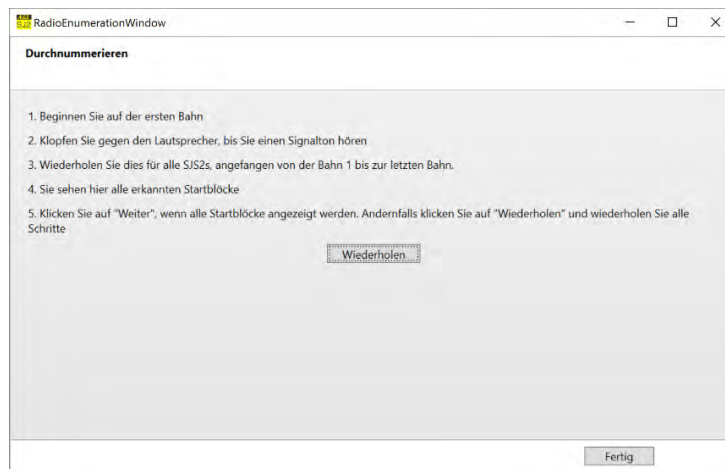 SJ2 RadioEnumerationWindow
Durchnummerieren
1. Beginnen Sie auf der ersten Bahn
2. Klopfen Sie gegen den Lautsprecher, bis Sie einen Signalton hören
3. Wiederholen Sie dies für alle SJS2s, angefangen von der Bahn 1 bis zur letzten Bahn.
4. Sie sehen hier alle erkannten Startblöcke
5. Klicken Sie auf "Weiter", wenn alle Startblöcke angezeigt werden. Andernfalls klicken Sie auf "Wiederholen" und wiederholen Sie alle
Schritte
Wiederholen
Fertig